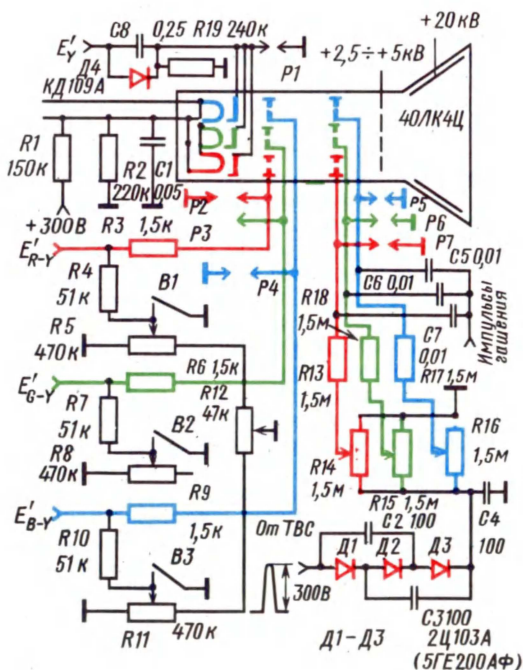 C8 0,25 R19 240к
E'Y
Д4
КД109А
P1
+20кВ
+2,5÷+5кВ
40ЛК4Ц
R1
150к
R2
220к
C1
0,05
+300В
R3
1,5к
P2
P3
P4
P5
P6
P7
E'R-Y
R4
51к
B1
R5
470к
E'G-Y
R6 1,5к
R7
51к
B2
R8
470к
R12
47к
R9
1,5к
E'B-Y
R10
51к
B3
R11
470к
C5 0,01
C6 0,01
C7
0,01
Импульсы гашения
R18
1,5м
R13
1,5м
R17 1,5м
R14
1,5м
R15 1,5м
R16
1,5м
От ТВС
300В
C2 100
C4
100
Д1
Д2
Д3
C3 100
Д1-Д3
2Ц103А
(5ГЕ200АФ)